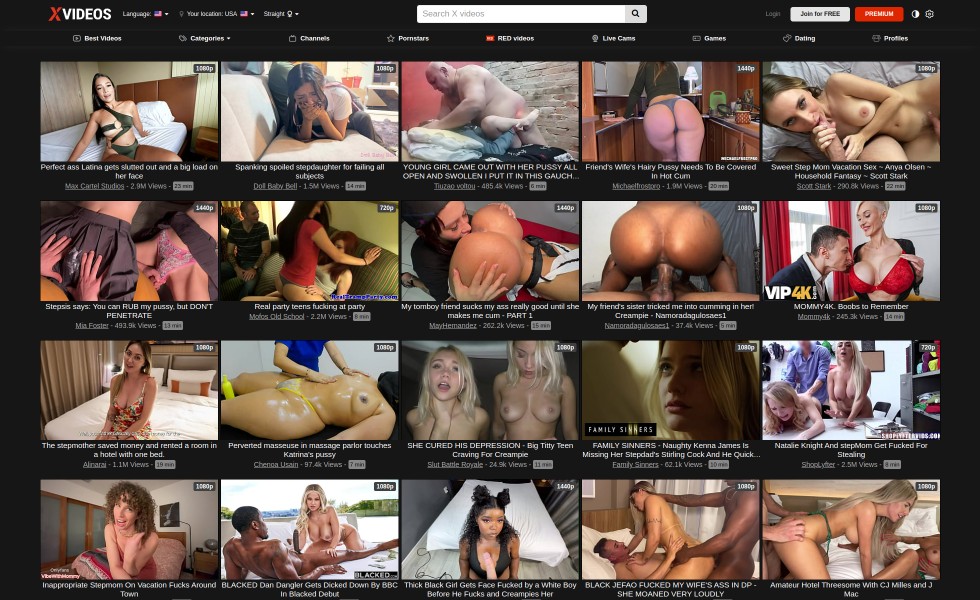 XVIDEOS
Language:
Your location: USA
Straight
Search X videos
Login
Join for FREE
PREMIUM
Best Videos
Categories
Channels
Pornstars
RED videos
Live Cams
Games
Dating
Profiles
1080p
Perfect ass Latina gets slutted out and a big load on
her face
Max Cartel Studios - 2.9M Views - 23 min
1080p
Spanking spoiled stepdaughter for failing all
subjects
Doll Baby Bell - 1.5M Views - 14 min
YOUNG GIRL CAME OUT WITH HER PUSSY ALL
OPEN AND SWOLLEN I PUT IT IN THIS GAUCH...
Tiuzao voltou - 485.4k Views - 6 min
1440p
MICHAELFROSTPRO
Friend's Wife's Hairy Pussy Needs To Be Covered
In Hot Cum
Michaelfrostpro - 1.9M Views - 20 min
1080p
Sweet Step Mom Vacation Sex ~ Anya Olsen ~
Household Fantasy ~ Scott Stark
Scott Stark - 290.8k Views - 22 min
1440p
Stepsis says: You can RUB my pussy, but DON'T
PENETRATE
Mia Foster - 493.9k Views - 13 min
720p
Real party teens fucking at party
Mofos Old School - 2.2M Views - 8 min
1440p
My tomboy friend sucks my ass really good until she
makes me cum - PART 1
MayHernandez - 262.2k Views - 15 min
1080p
My friend's sister tricked me into cumming in her!
Creampie - Namoradagulosaes1
Namoradagulosaes1 - 37.4k Views - 5 min
1080p
VIP4K
MOMMY4K. Boobs to Remember
Mommy4k - 245.3k Views - 14 min
1080p
The stepmother saved money and rented a room in
a hotel with one bed.
Alinarai - 1.1M Views - 19 min
1080p
Perverted masseuse in massage parlor touches
Katrina's pussy
Chenoa Usain - 97.4k Views - 7 min
1080p
SHE CURED HIS DEPRESSION - Big Titty Teen
Craving For Creampie
Slut Battle Royale - 24.9k Views - 11 min
1080p
FAMILY SINNERS
FAMILY SINNERS - Naughty Kenna James Is
Missing Her Stepdad's Stirling Cock And He Quick...
Family Sinners - 62.1k Views - 10 min
720p
SHOPLYFTERVIDS.COM
Natalie Knight And stepMom Get Fucked For
Stealing
ShopLyfter - 2.5M Views - 8 min
1080p
Onlyfans
VibeWithMommy
Inappropriate Stepmom On Vacation Fucks Around
Town
1080p
BLACKED
BLACKED Dan Dangler Gets Dicked Down By BBC
In Blacked Debut
1440p
Thick Black Girl Gets Face Fucked by a White Boy
Before He Fucks and Creampies Her
1080p
BLACK JEFAO FUCKED MY WIFE'S ASS IN DP -
SHE MOANED VERY LOUDLY
1080p
Amateur Hotel Threesome With CJ Milles and J
Mac